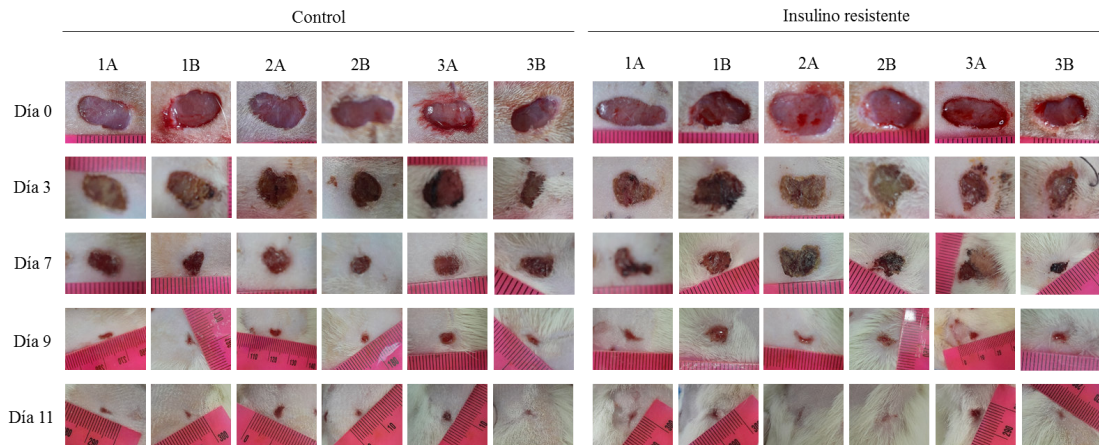 Control Insulino resistente
1A 1B 2A 2B 3A 3B 1A 1B 2A 2B 3A 3B
Día 0
Día 3
Día 7
Día 9
Día 11